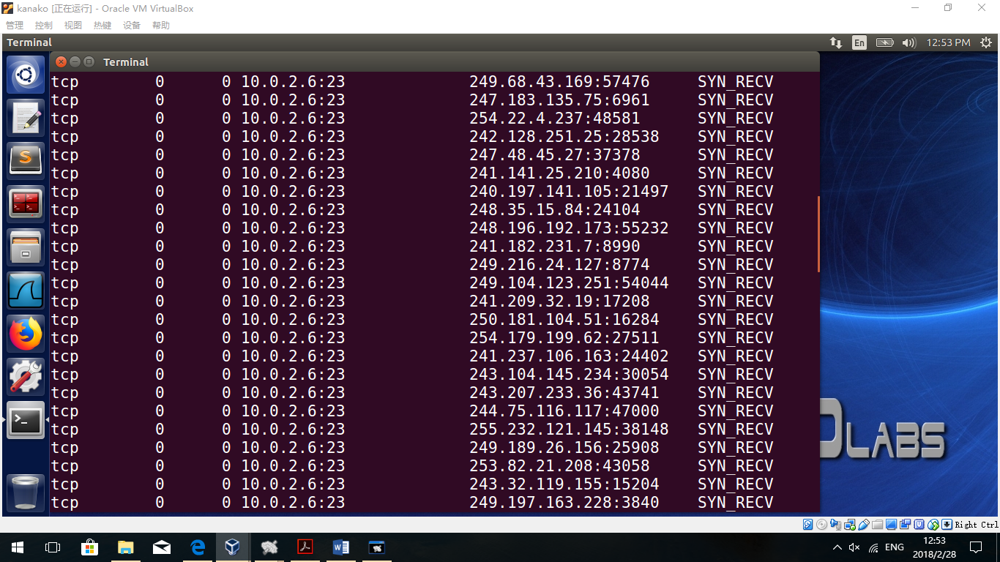 kanako [正在运行] - Oracle VM VirtualBox
管理 控制 视图 热键 设备 帮助
Terminal En 12:53 PM
Terminal
tcp 0 0 10.0.2.6:23 249.68.43.169:57476 SYN_RECV
tcp 0 0 10.0.2.6:23 247.183.135.75:6961 SYN_RECV
tcp 0 0 10.0.2.6:23 254.22.4.237:48581 SYN_RECV
tcp 0 0 10.0.2.6:23 242.128.251.25:28538 SYN_RECV
tcp 0 0 10.0.2.6:23 247.48.45.27:37378 SYN_RECV
tcp 0 0 10.0.2.6:23 241.141.25.210:4080 SYN_RECV
tcp 0 0 10.0.2.6:23 240.197.141.105:21497 SYN_RECV
tcp 0 0 10.0.2.6:23 248.35.15.84:24104 SYN_RECV
tcp 0 0 10.0.2.6:23 248.196.192.173:55232 SYN_RECV
tcp 0 0 10.0.2.6:23 241.182.231.7:8990 SYN_RECV
tcp 0 0 10.0.2.6:23 249.216.24.127:8774 SYN_RECV
tcp 0 0 10.0.2.6:23 249.104.123.251:54044 SYN_RECV
tcp 0 0 10.0.2.6:23 241.209.32.19:17208 SYN_RECV
tcp 0 0 10.0.2.6:23 250.181.104.51:16284 SYN_RECV
tcp 0 0 10.0.2.6:23 254.179.199.62:27511 SYN_RECV
tcp 0 0 10.0.2.6:23 241.237.106.163:24402 SYN_RECV
tcp 0 0 10.0.2.6:23 243.104.145.234:30054 SYN_RECV
tcp 0 0 10.0.2.6:23 243.207.233.36:43741 SYN_RECV
tcp 0 0 10.0.2.6:23 244.75.116.117:47000 SYN_RECV
tcp 0 0 10.0.2.6:23 255.232.121.145:38148 SYN_RECV
tcp 0 0 10.0.2.6:23 249.189.26.156:25908 SYN_RECV
tcp 0 0 10.0.2.6:23 253.82.21.208:43058 SYN_RECV
tcp 0 0 10.0.2.6:23 243.32.119.155:15204 SYN_RECV
tcp 0 0 10.0.2.6:23 249.197.163.228:3840 SYN_RECV
LABS
Right Ctrl
ENG
12:53
2018/2/28